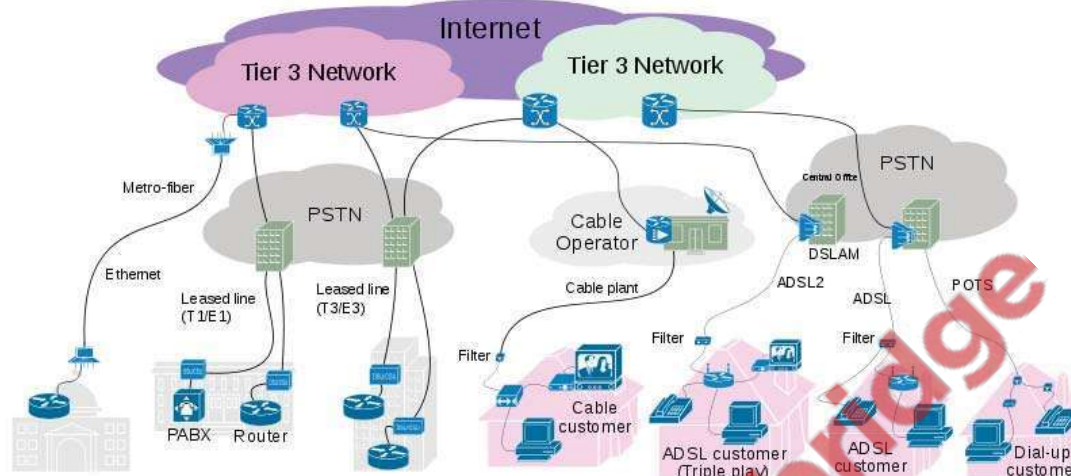 Internet
Tier 3 Network
Tier 3 Network
Metro-fiber
PSTN
PSTN
Central Office
Cable
Operator
DSLAM
Ethernet
Leased line
(T1/E1)
Leased line
(T3/E3)
Cable plant
ADSL2
ADSL
POTS
Filter
Filter
Filter
PABX
Router
Cable
customer
ADSL customer
(Triple play)
ADSL
customer
Dial-up
customer